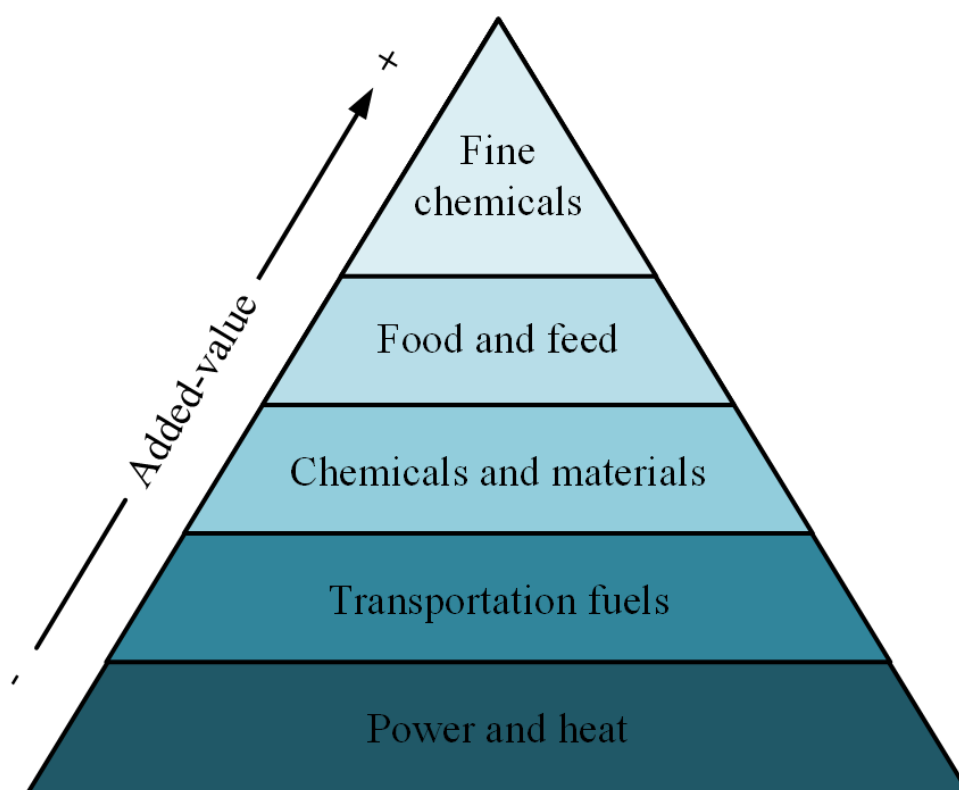 +
Fine
chemicals
Food and feed
Added-value
Chemicals and materials
Transportation fuels
-
Power and heat